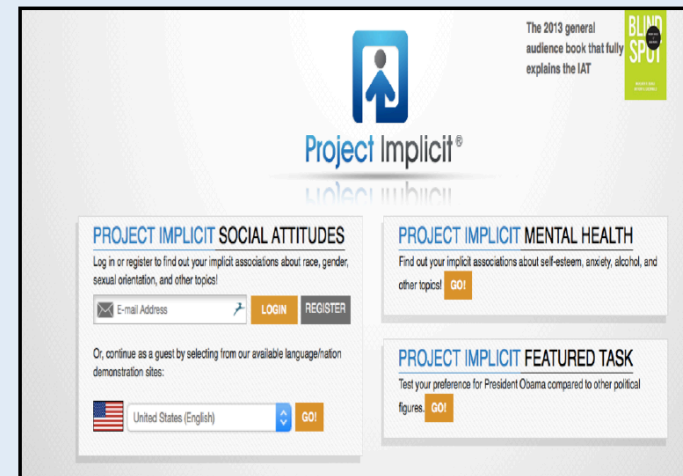 The 2013 general
audience book that fully
explains the IAT
BLIND
SPOT
Project Implicit®
PROJECT IMPLICIT SOCIAL ATTITUDES
Log in or register to find out your implicit associations about race, gender,
sexual orientation, and other topics!
E-mail Address
LOGIN
REGISTER
Or, continue as a guest by selecting from our available language/nation
demonstration sites:
United States (English)
GO!
PROJECT IMPLICIT MENTAL HEALTH
Find out your implicit associations about self-esteem, anxiety, alcohol, and
other topics! GO!
PROJECT IMPLICIT FEATURED TASK
Test your preference for President Obama compared to other political
figures. GO!